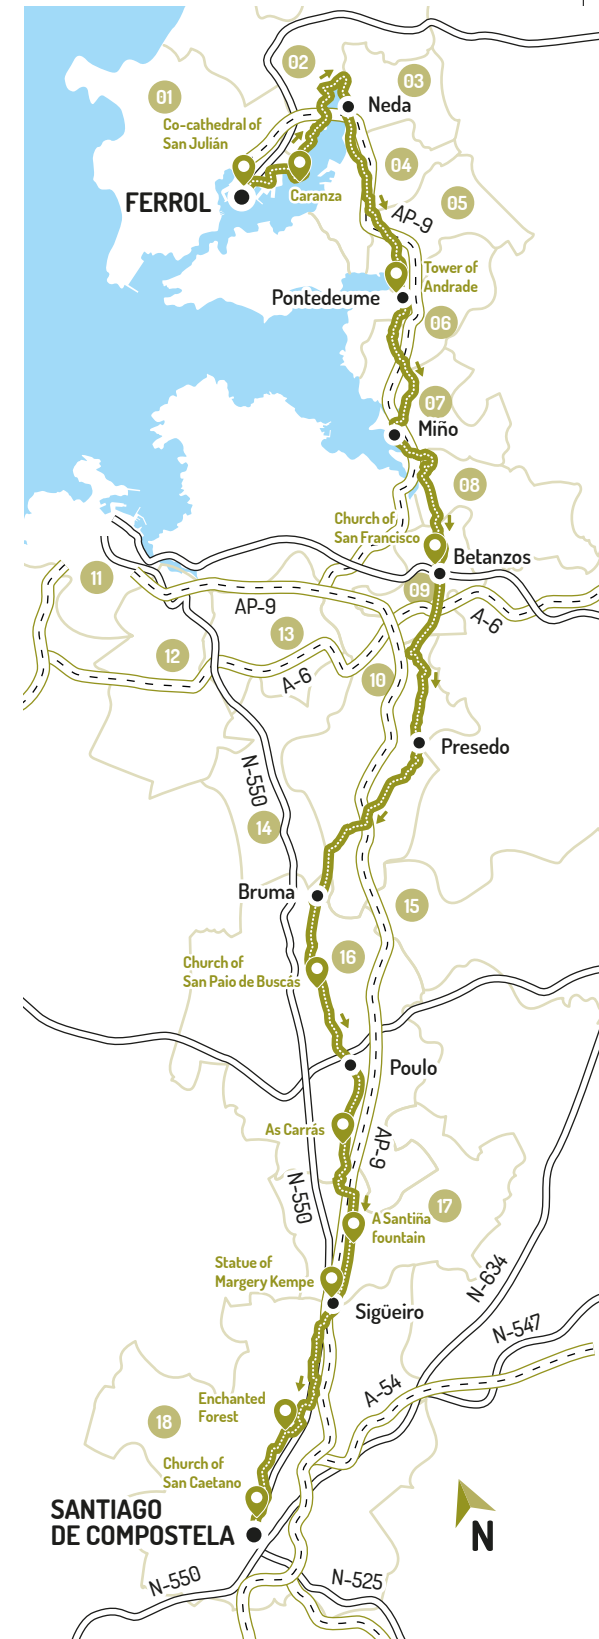 02
03
01
Neda
Co-cathedral of
San Julián
04
Caranza
FERROL
05
AP-9
Tower of
Andrade
Pontedeume
06
07
Miño
08
Church of
San Francisco
Betanzos
11
09
AP-9
A-6
13
12
10
A-6
Presedo
N-550
14
Bruma
15
16
Church of
San Paio de Buscás
Poulo
As Carrás
AP-9
N-550
17
A Santiña
fountain
Statue of
Margery Kempe
N-634
Sigüeiro
N-547
A-54
Enchanted
Forest
18
Church of
San Caetano
SANTIAGO
DE COMPOSTELA
N
N-550
N-525